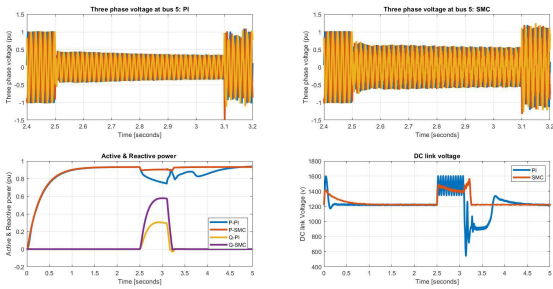 Three phase voltage at bus 5: PI
Three phase voltage (pu)
1.5
1
0.5
0
-0.5
-1
-1.5
2.4 2.5 2.6 2.7 2.8 2.9 3 3.1 3.2
Time [seconds]
Three phase voltage at bus 5: SMC
Three phase voltage (pu)
1.5
1
0.5
0
-0.5
-1
-1.5
2.4 2.5 2.6 2.7 2.8 2.9 3 3.1 3.2
Time [seconds]
Active & Reactive power
Active & Reactive power (pu)
1
0.8
0.6
0.4
0.2
0
-0.2
P-PI
P-SMC
Q-PI
Q-SMC
0 0.5 1 1.5 2 2.5 3 3.5 4 4.5 5
Time [seconds]
DC link voltage
DC link Voltage (v)
1800
1600
1400
1200
1000
800
600
400
PI
SMC
0 0.5 1 1.5 2 2.5 3 3.5 4 4.5 5
Time [seconds]